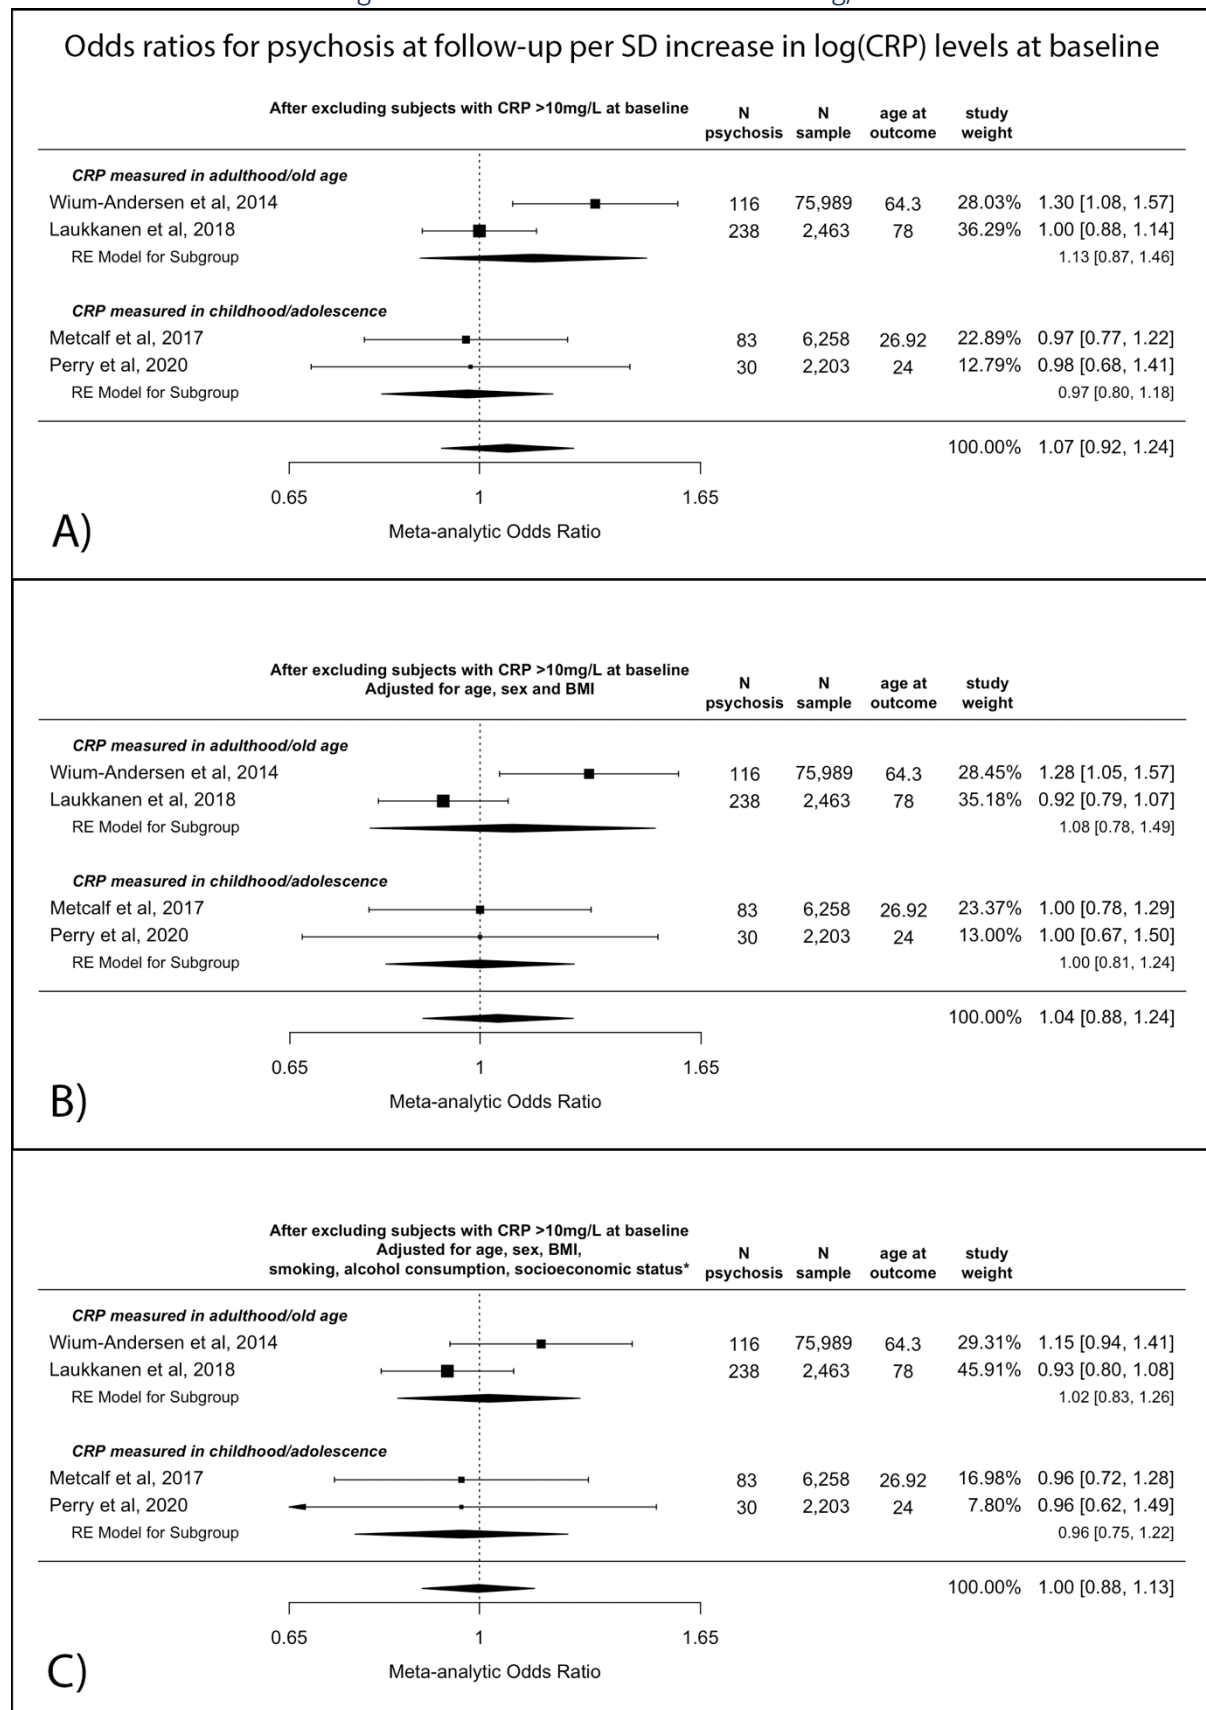 Odds ratios for psychosis at follow-up per SD increase in log(CRP) levels at baseline
After excluding subjects with CRP >10mg/L at baseline
N psychosis
N sample
age at outcome
study weight
CRP measured in adulthood/old age
Wium-Andersen et al, 2014 116 75,989 64.3 28.03% 1.30 [1.08, 1.57]
Laukkanen et al, 2018 238 2,463 78 36.29% 1.00 [0.88, 1.14]
RE Model for Subgroup 1.13 [0.87, 1.46]
CRP measured in childhood/adolescence
Metcalf et al, 2017 83 6,258 26.92 22.89% 0.97 [0.77, 1.22]
Perry et al, 2020 30 2,203 24 12.79% 0.98 [0.68, 1.41]
RE Model for Subgroup 0.97 [0.80, 1.18]
100.00% 1.07 [0.92, 1.24]
0.65 1 1.65
Meta-analytic Odds Ratio
A)
After excluding subjects with CRP >10mg/L at baseline
Adjusted for age, sex and BMI
N psychosis
N sample
age at outcome
study weight
CRP measured in adulthood/old age
Wium-Andersen et al, 2014 116 75,989 64.3 28.45% 1.28 [1.05, 1.57]
Laukkanen et al, 2018 238 2,463 78 35.18% 0.92 [0.79, 1.07]
RE Model for Subgroup 1.08 [0.78, 1.49]
CRP measured in childhood/adolescence
Metcalf et al, 2017 83 6,258 26.92 23.37% 1.00 [0.78, 1.29]
Perry et al, 2020 30 2,203 24 13.00% 1.00 [0.67, 1.50]
RE Model for Subgroup 1.00 [0.81, 1.24]
100.00% 1.04 [0.88, 1.24]
0.65 1 1.65
Meta-analytic Odds Ratio
B)
After excluding subjects with CRP >10mg/L at baseline
Adjusted for age, sex, BMI,
smoking, alcohol consumption, socioeconomic status*
N psychosis
N sample
age at outcome
study weight
CRP measured in adulthood/old age
Wium-Andersen et al, 2014 116 75,989 64.3 29.31% 1.15 [0.94, 1.41]
Laukkanen et al, 2018 238 2,463 78 45.91% 0.93 [0.80, 1.08]
RE Model for Subgroup 1.02 [0.83, 1.26]
CRP measured in childhood/adolescence
Metcalf et al, 2017 83 6,258 26.92 16.98% 0.96 [0.72, 1.28]
Perry et al, 2020 30 2,203 24 7.80% 0.96 [0.62, 1.49]
RE Model for Subgroup 0.96 [0.75, 1.22]
100.00% 1.00 [0.88, 1.13]
0.65 1 1.65
Meta-analytic Odds Ratio
C)